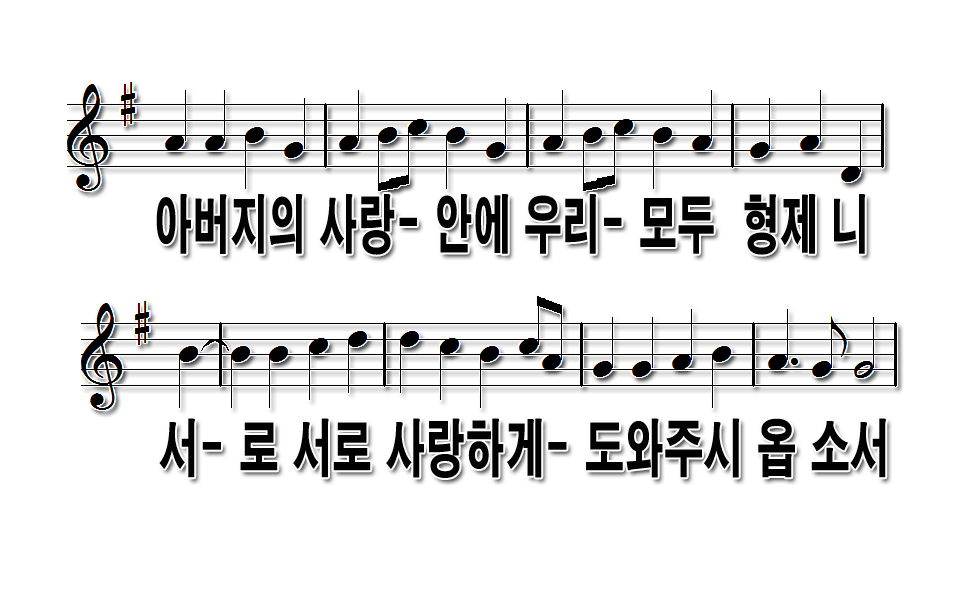 아버지의 사랑- 안에 우리- 모두 형제 니
서- 로 서로 사랑하게- 도와주시 옵 소서